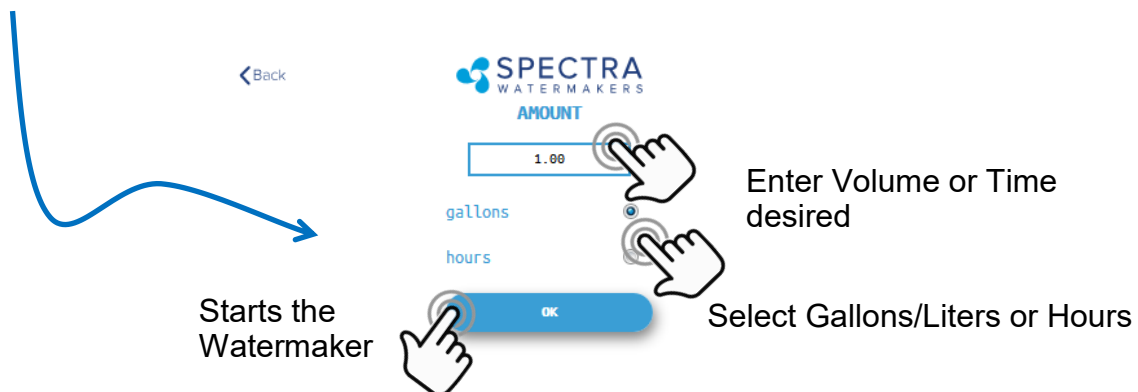 Back
SPECTRA
WATERMAKERS
AMOUNT
1.00
Enter Volume or Time
desired
gallons
hours
Starts the
Watermaker
OK
Select Gallons/Liters or Hours